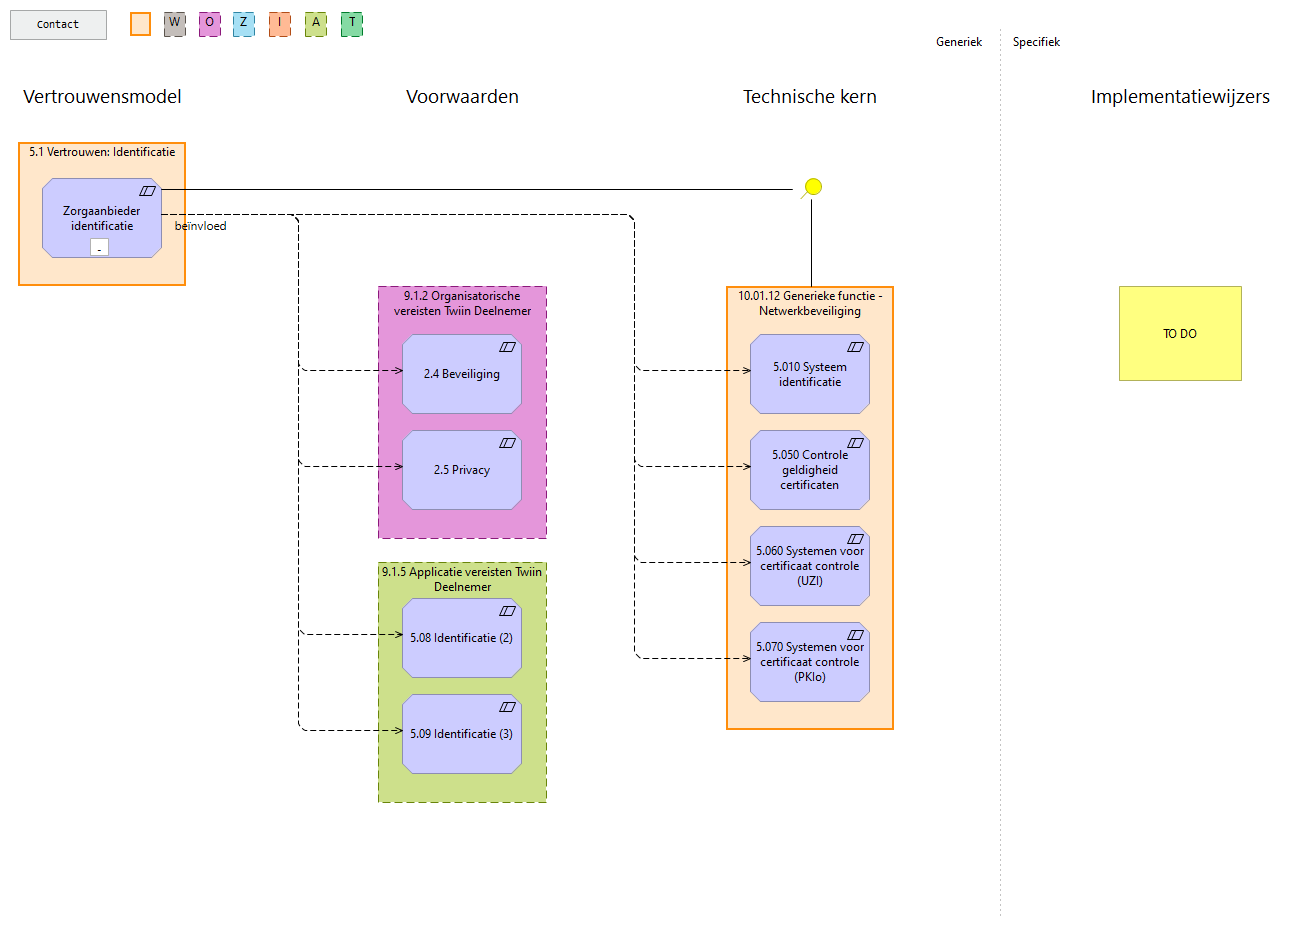 Contact
W O Z I A T
Generiek
Specifiek
Vertrouwensmodel
Voorwaarden
Technische kern
Implementatiewijzers
5.1 Vertrouwen: Identificatie
Zorgaanbieder
identificatie
-
beïnvloed
9.1.2 Organisatorische
vereisten Twiin Deelnemer
2.4 Beveiliging
2.5 Privacy
9.1.5 Applicatie vereisten Twiin
Deelnemer
5.08 Identificatie (2)
5.09 Identificatie (3)
10.01.12 Generieke functie -
Netwerkbeveiliging
5.010 Systeem
identificatie
5.050 Controle
geldigheid
certificaten
5.060 Systemen voor
certificaat controle
(UZI)
5.070 Systemen voor
certificaat controle
(PKIo)
TO DO